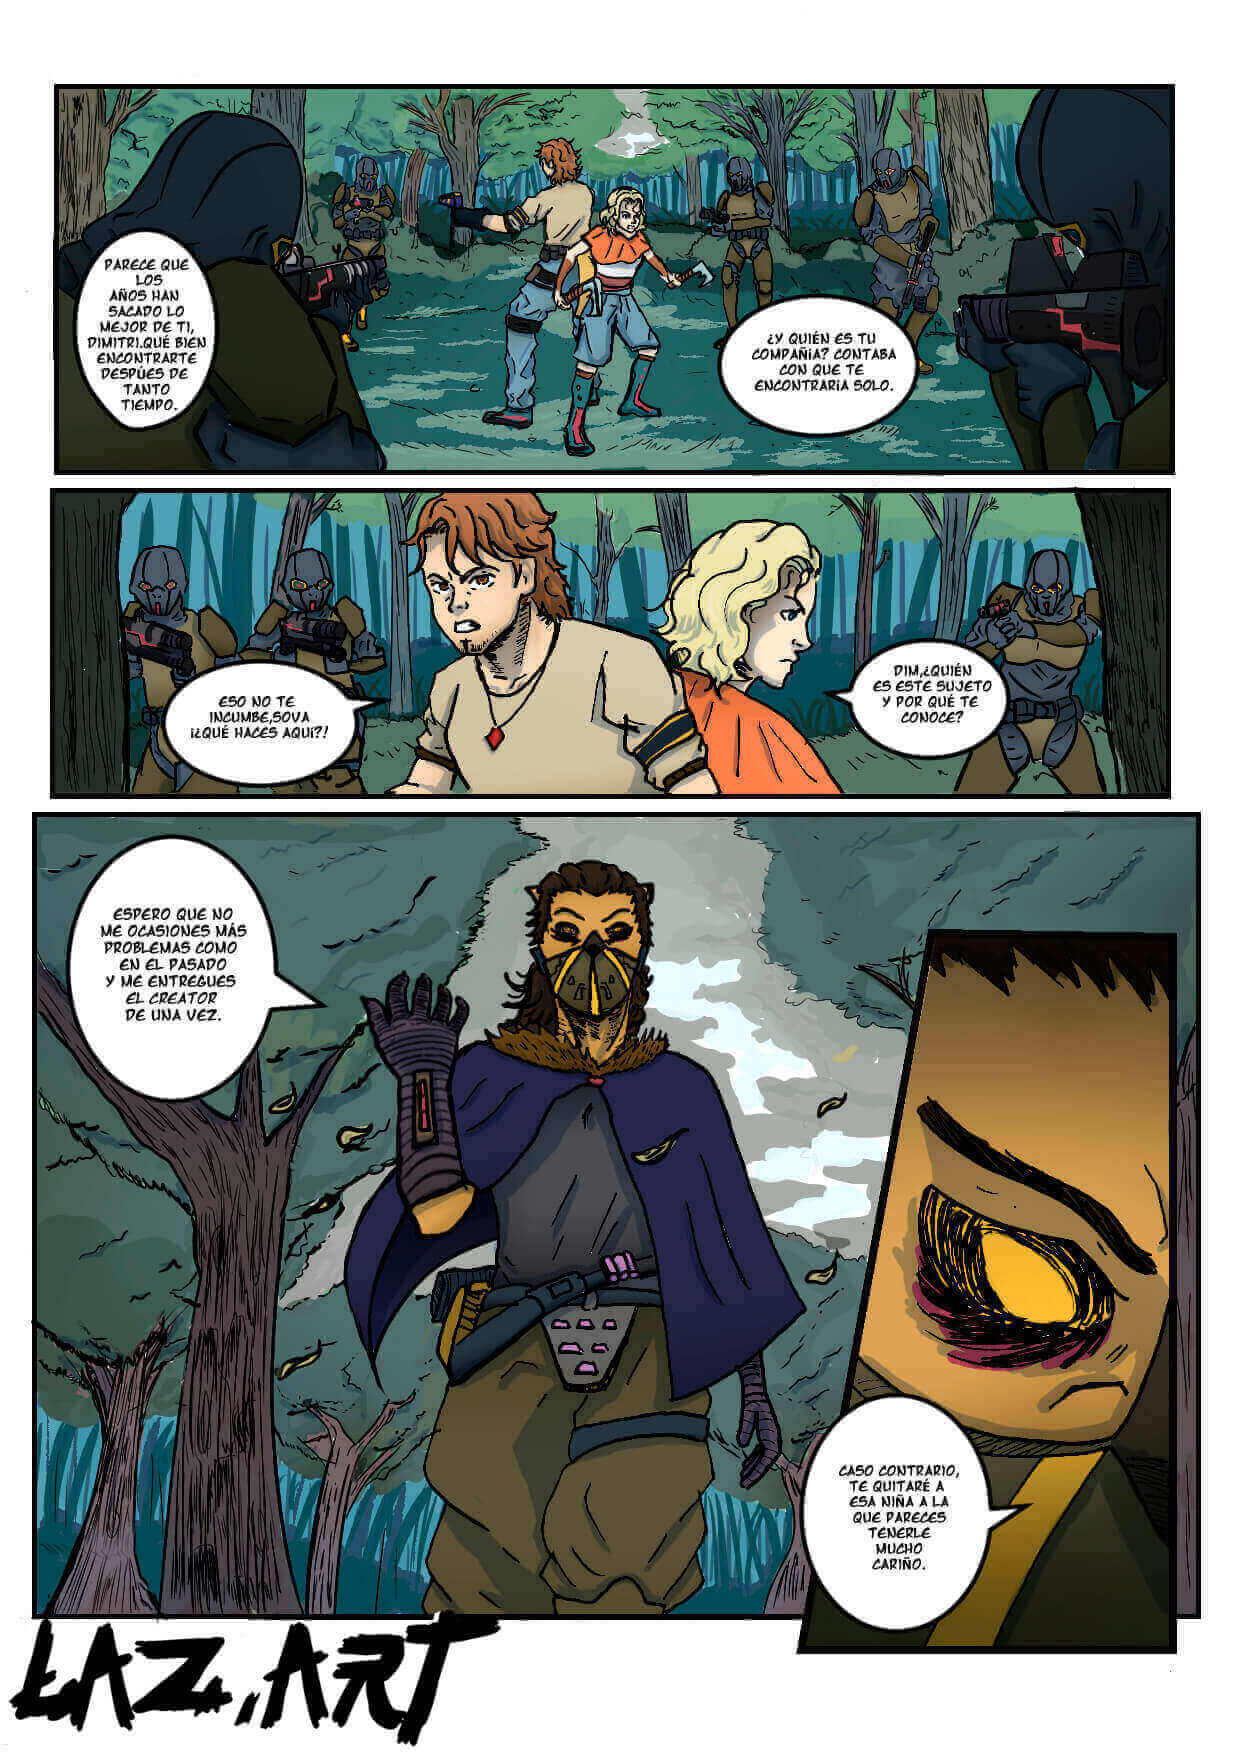 PARECE QUE
LOS
AÑOS HAN
SACADO LO
MEJOR DE TI,
DIMITRI.QUÉ BIEN
ENCONTRARTE
DESPÚES DE
TANTO
TIEMPO.
¿Y QUIÉN ES TU
COMPAÑIA? CONTABA
CON QUE TE
ENCONTRARIA SOLO.
ESO NO TE
INCUMBE,SOVA
¡¿QUÉ HACES AQUÍ?!
DIM,¿QUIÉN
ES ESTE SUJETO
Y POR QUÉ TE
CONOCE?
ESPERO QUE NO
ME OCASIONES MÁS
PROBLEMAS COMO
EN EL PASADO
Y ME ENTREGUES
EL CREATOR
DE UNA VEZ.
CASO CONTRARIO,
TE QUITARÉ A
ESA NIÑA A LA
QUE PARECES
TENERLE
MUCHO
CARIÑO.
LAZ.ART